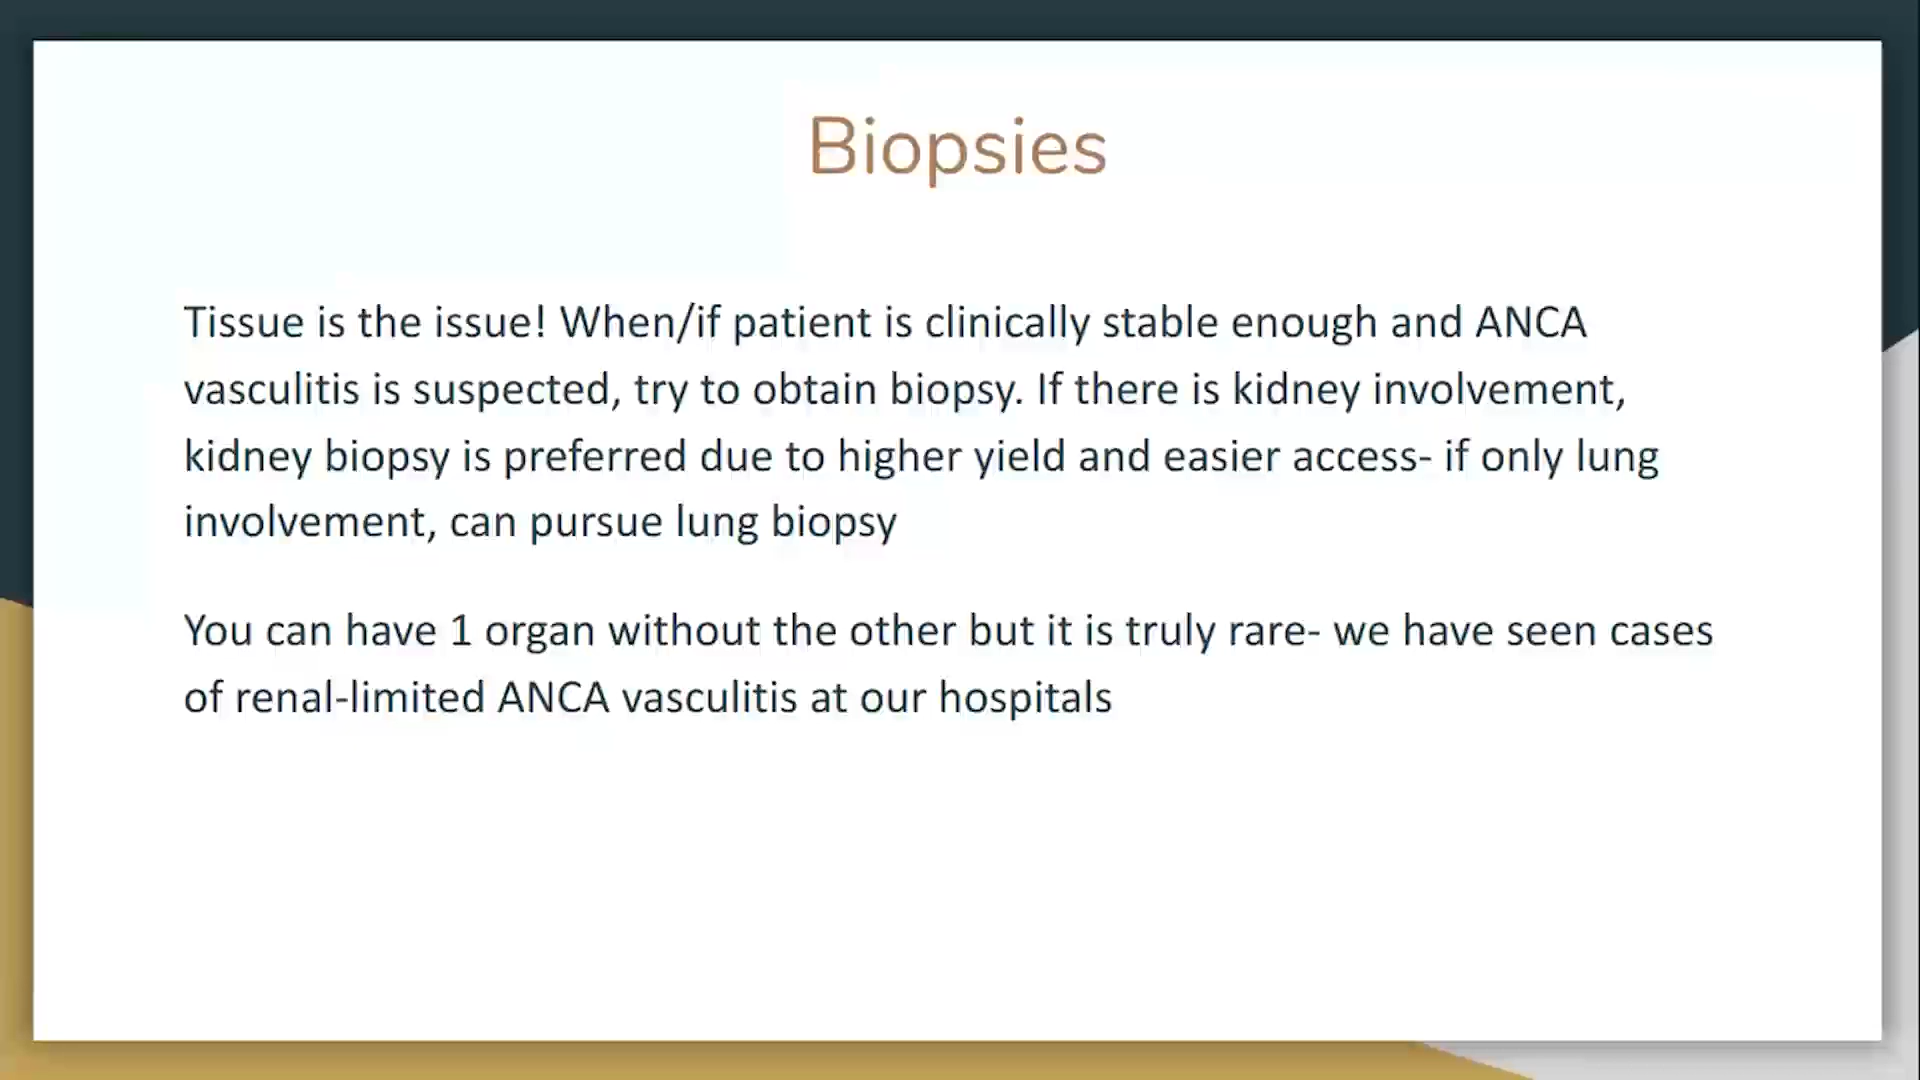 Biopsies
Tissue is the issue! When/if patient is clinically stable enough and ANCA
vasculitis is suspected, try to obtain biopsy. If there is kidney involvement,
kidney biopsy is preferred due to higher yield and easier access- if only lung
involvement, can pursue lung biopsy
You can have 1 organ without the other but it is truly rare- we have seen cases
of renal-limited ANCA vasculitis at our hospitals